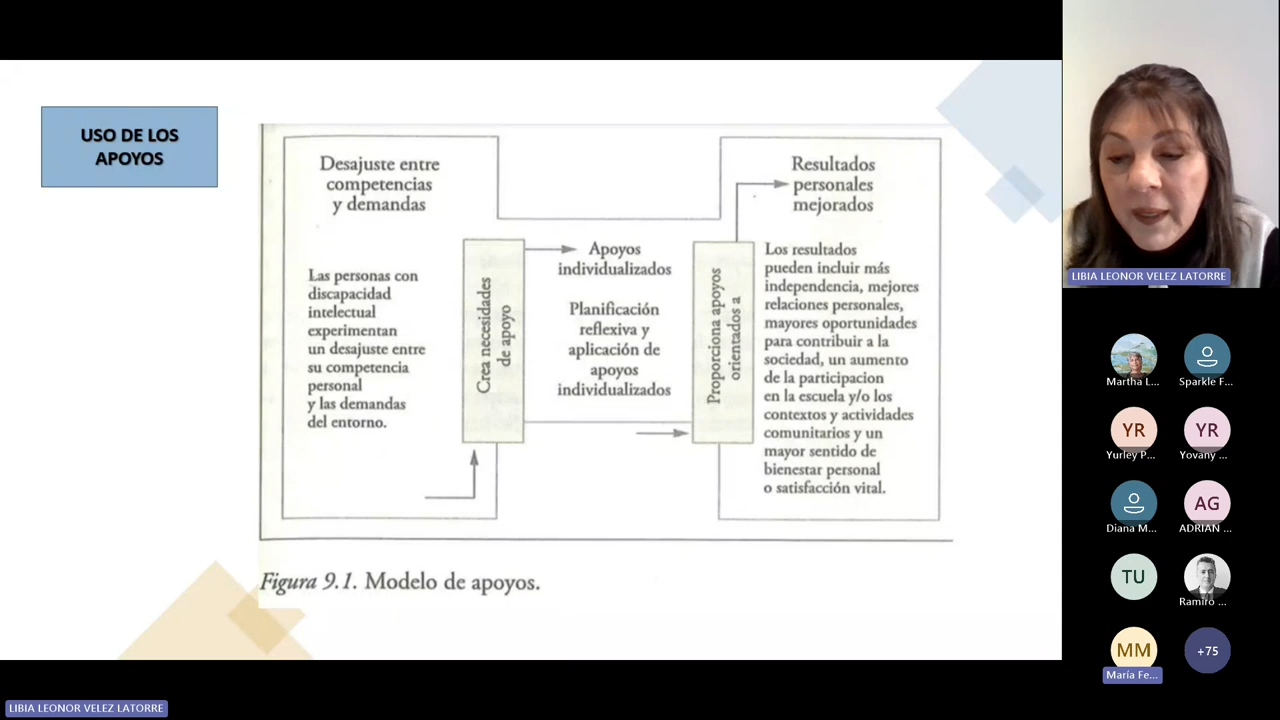 USO DE LOS
APOYOS
Desajuste entre
competencias
y demandas
Las personas con
discapacidad
intelectual
experimentan
un desajuste entre
su competencia
personal
y las demandas
del entorno.
Crea necesidades
de apoyo
Apoyos
individualizados
Planificación
reflexiva y
aplicación de
apoyos
individualizados
Proporciona apoyos
orientados a
Resultados
personales
mejorados
Los resultados
pueden incluir más
independencia, mejores
relaciones personales,
mayores oportunidades
para contribuir a la
sociedad, un aumento
de la participacion
en la escuela y/o los
contextos y actividades
comunitarios y un
mayor sentido de
bienestar personal
o satisfacción vital.
Figura 9.1. Modelo de apoyos.
LIBIA LEONOR VELEZ LATORRE
Martha L...
Sparkle F...
YR
Yurley P...
YR
Yovany ...
Diana M...
AG
ADRIAN ...
TU
Ramiro ...
MM
María Fe...
+75
LIBIA LEONOR VELEZ LATORRE